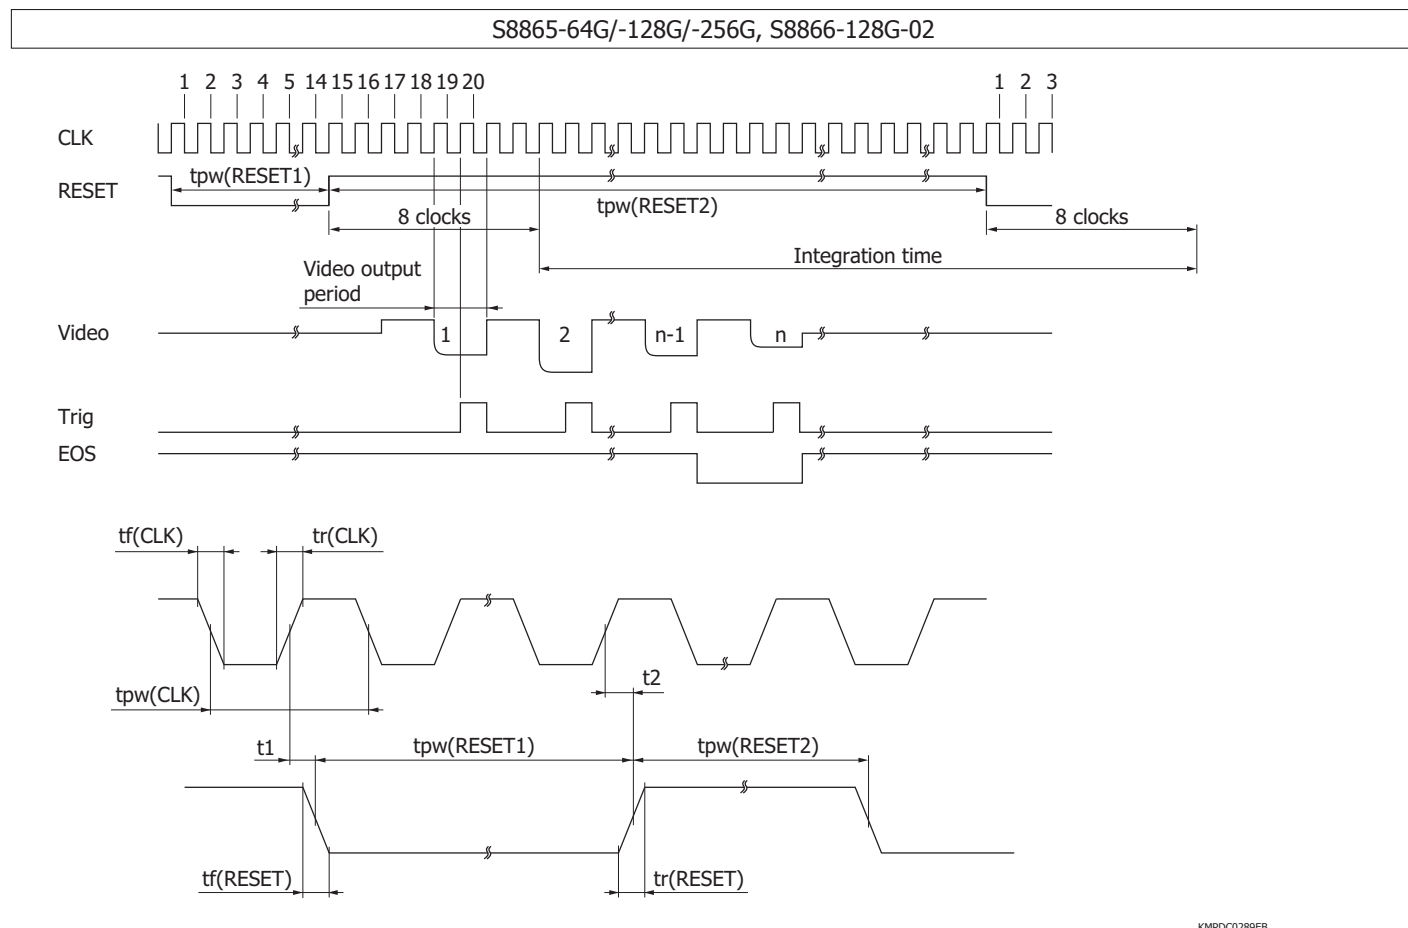 S8865-64G/-128G/-256G, S8866-128G-02
1 2 3 4 5 14 15 16 17 18 19 20 1 2 3
CLK
tpw(RESET1)
RESET
tpw(RESET2)
8 clocks 8 clocks
Integration time
Video output
period
Video 1 2 n-1 n
Trig
EOS
tf(CLK) tr(CLK)
t2
tpw(CLK)
t1 tpw(RESET1) tpw(RESET2)
tf(RESET) tr(RESET)
KMPDC0289EB